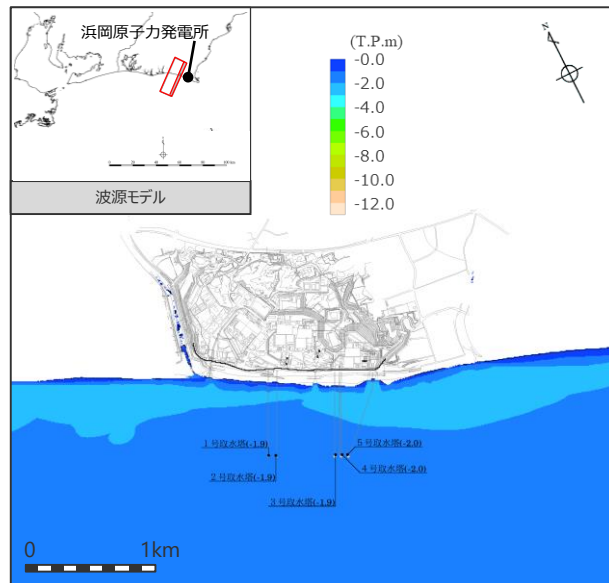 浜岡原子力発電所
波源モデル
(T.P.m)
-0.0
-2.0
-4.0
-6.0
-8.0
-10.0
-12.0
N
1号取水塔(-1.9)
2号取水塔(-1.9)
3号取水塔(-1.9)
5号取水塔(-2.0)
4号取水塔(-2.0)
0 1km